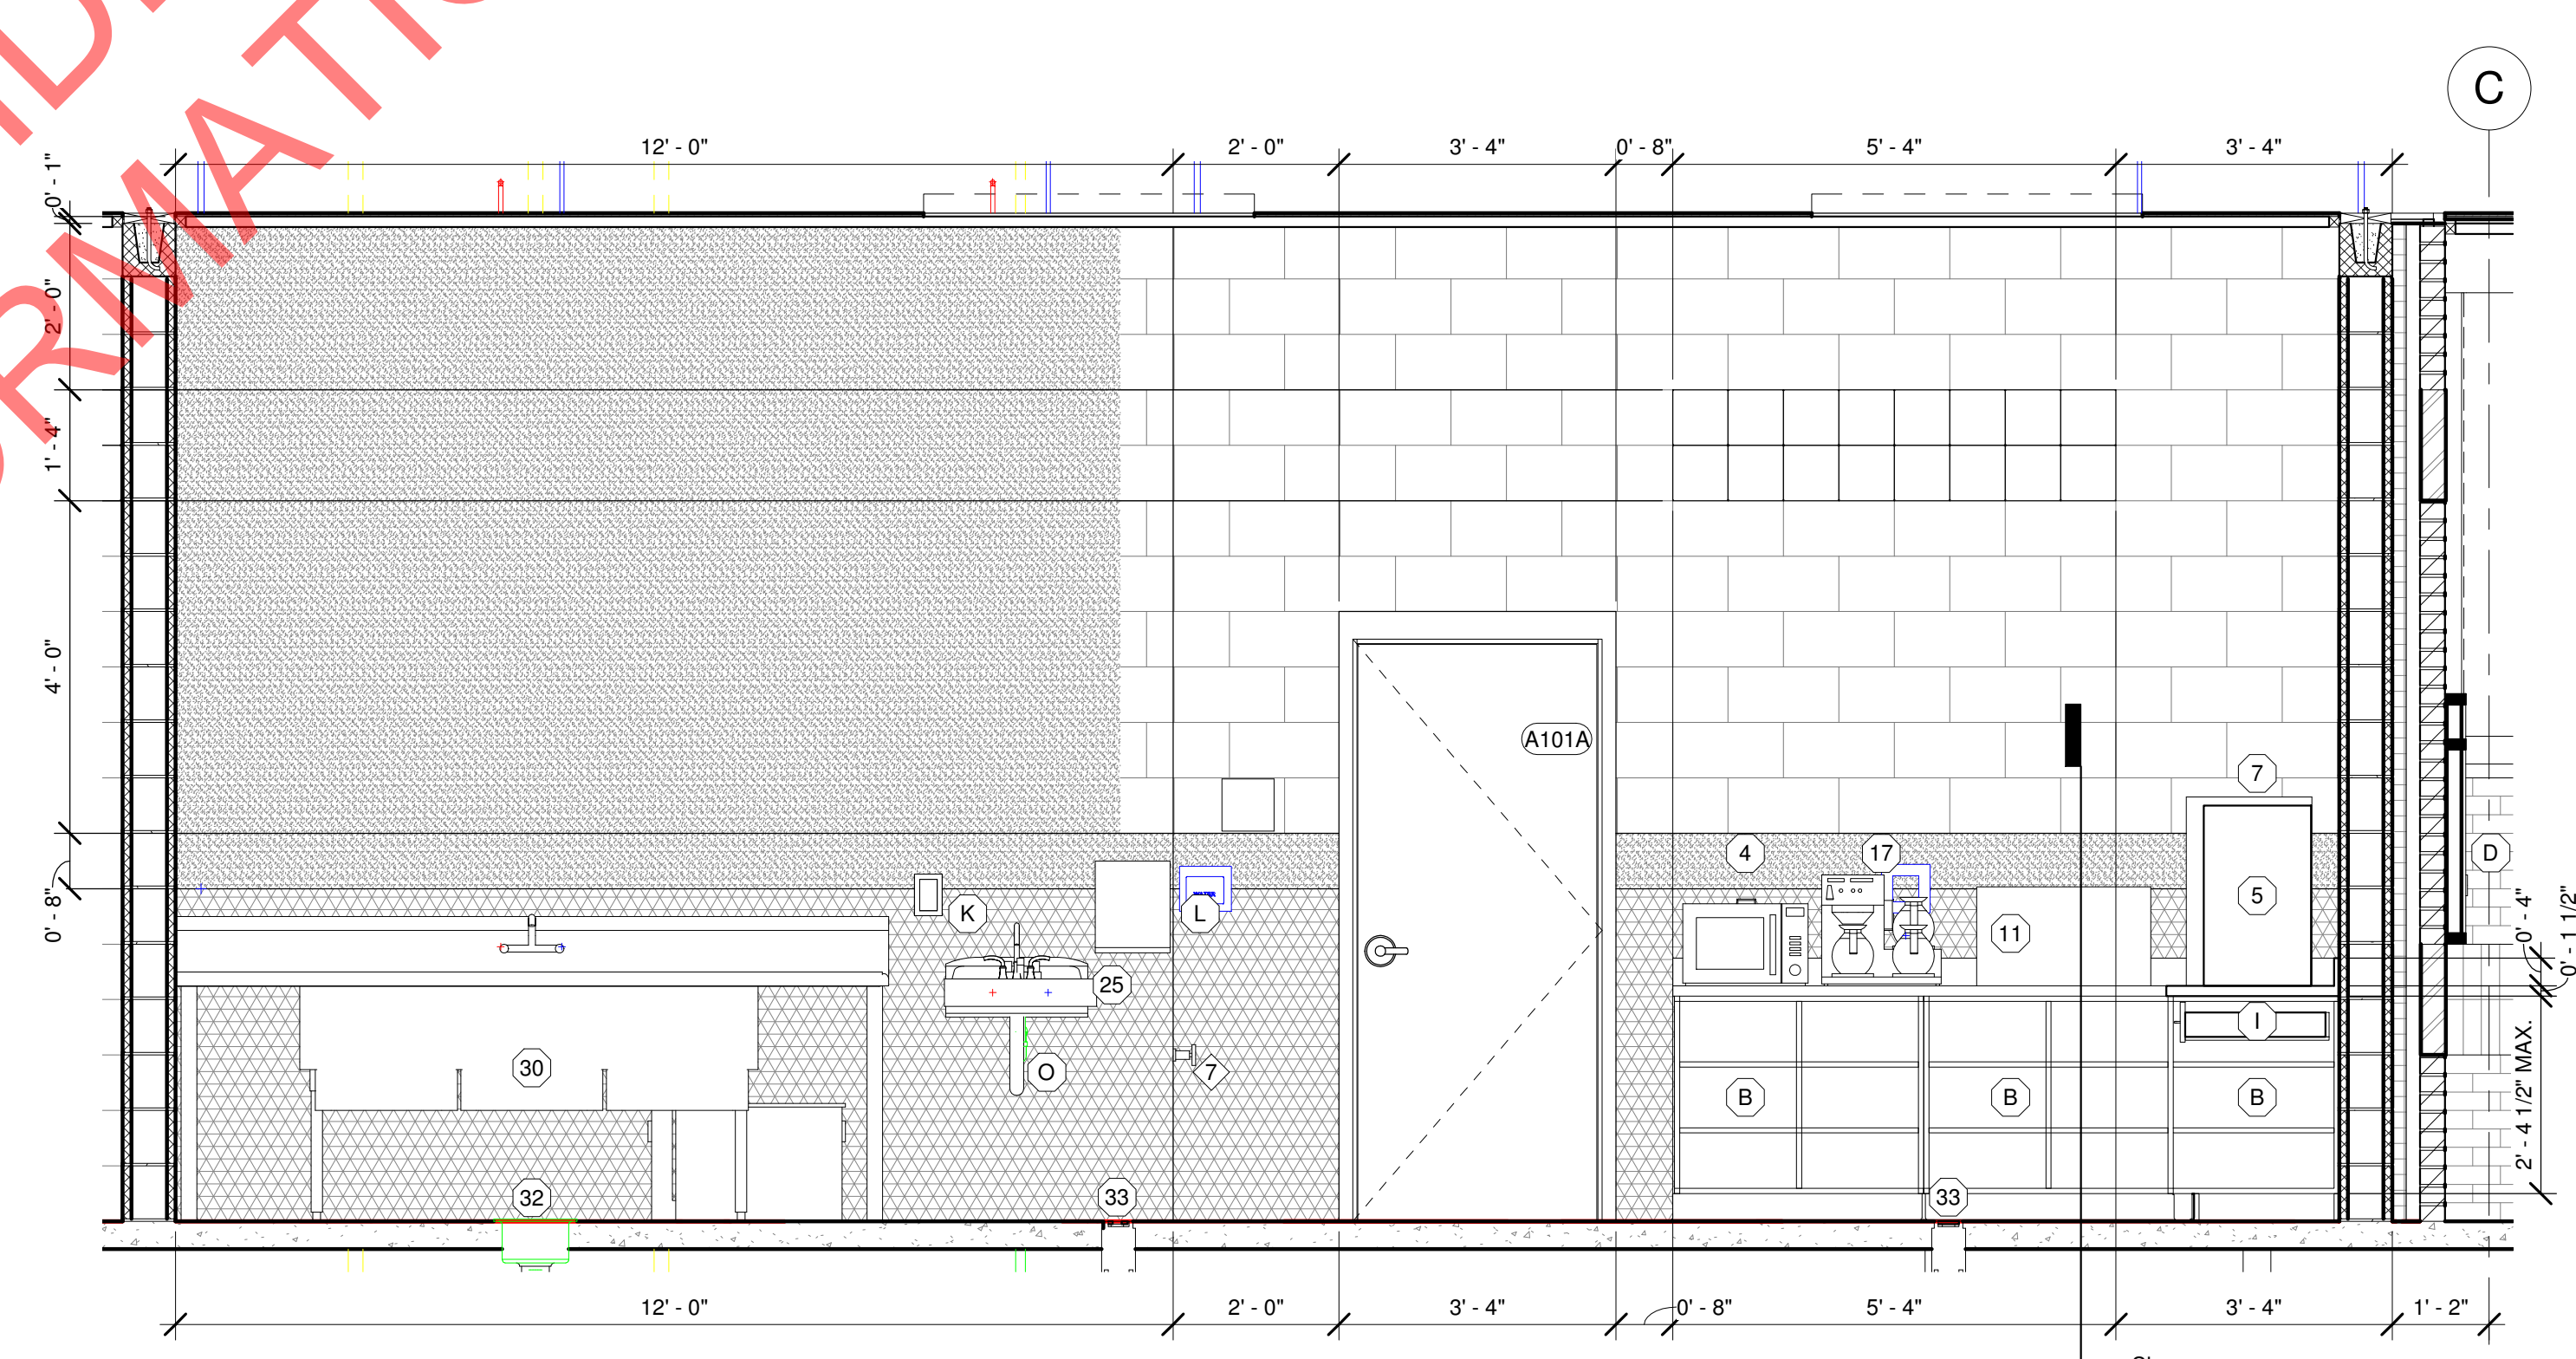 C
12' - 0"
2' - 0"
3' - 4"
0' - 8"
5' - 4"
3' - 4"
0' - 1"
2' - 0"
1' - 4"
4' - 0"
0' - 8"
A101A
7
4
17
D
5
K
L
WATER
11
25
0' - 4"
0' - 1 1/2"
I
30
O
7
B
B
B
2' - 4 1/2" MAX.
32
33
33
12' - 0"
2' - 0"
3' - 4"
0' - 8"
5' - 4"
3' - 4"
1' - 2"